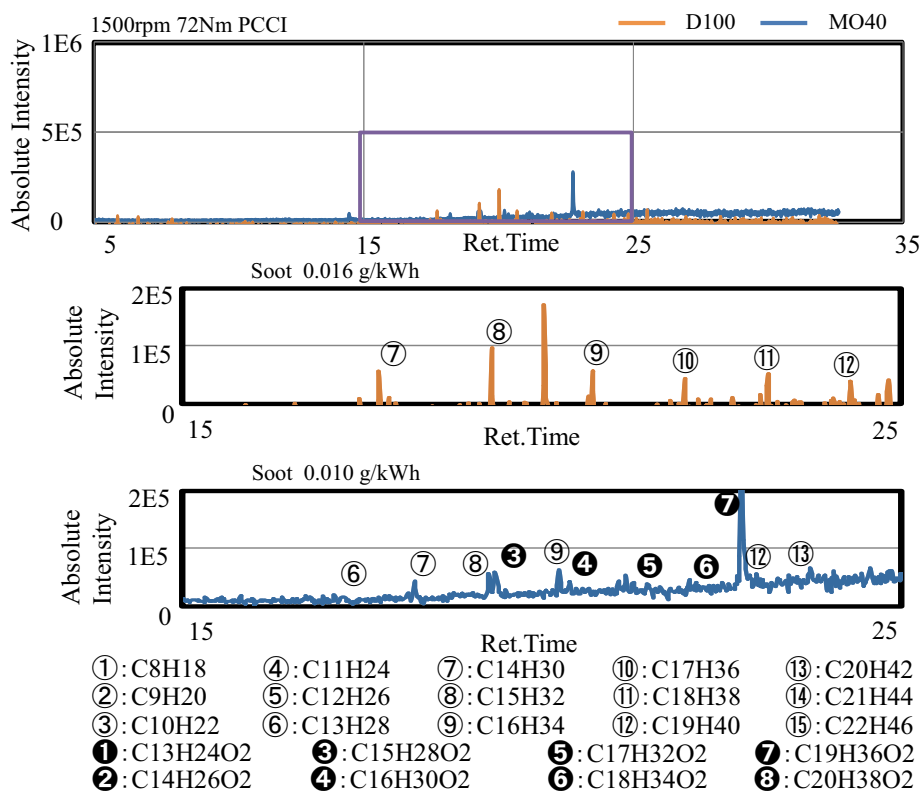 1500rpm 72Nm PCCI D100 MO40
1E6
5E5
0
Absolute Intensity
5 15 25 35
Ret.Time
Soot 0.016 g/kWh
2E5
1E5
0
Absolute Intensity
⑦ ⑧ ⑨ ⑩ ⑪ ⑫
15 25
Ret.Time
Soot 0.010 g/kWh
2E5
1E5
0
Absolute Intensity
⑥ ⑦ ⑧ ❸ ⑨ ❹ ❺ ❻ ❼ ⑫ ⑬
15 25
Ret.Time
①:C8H18 ④:C11H24 ⑦:C14H30 ⑩:C17H36 ⑬:C20H42
②:C9H20 ⑤:C12H26 ⑧:C15H32 ⑪:C18H38 ⑭:C21H44
③:C10H22 ⑥:C13H28 ⑨:C16H34 ⑫:C19H40 ⑮:C22H46
❶:C13H24O2 ❸:C15H28O2 ❺:C17H32O2 ❼:C19H36O2
❷:C14H26O2 ❹:C16H30O2 ❻:C18H34O2 ❽:C20H38O2